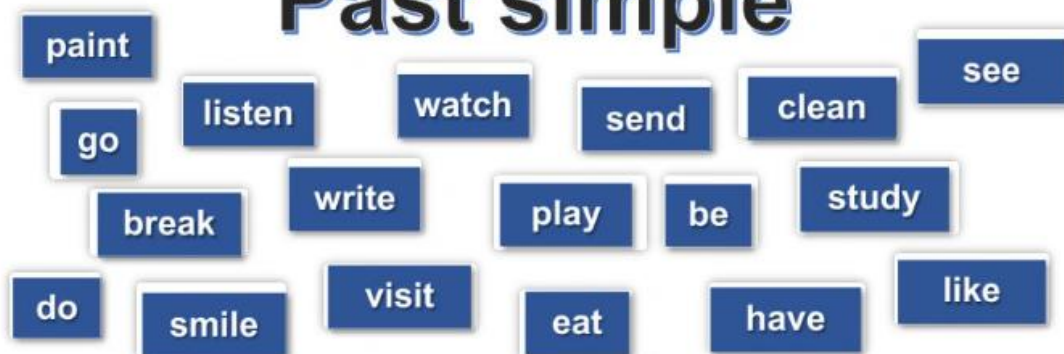 Past simple
paint
see
listen
watch
send
clean
go
write
play
be
study
break
do
smile
visit
eat
have
like